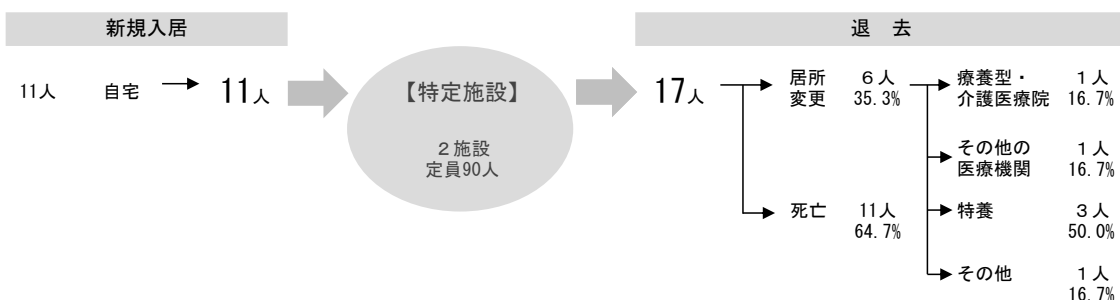 新規入居
退　去
11人 自宅 11人
【特定施設】
２施設
定員90人
17人
居所
変更
6人
35.3%
療養型・
介護医療院
1人
16.7%
その他の
医療機関
1人
16.7%
死亡
11人
64.7%
特養
3人
50.0%
その他
1人
16.7%